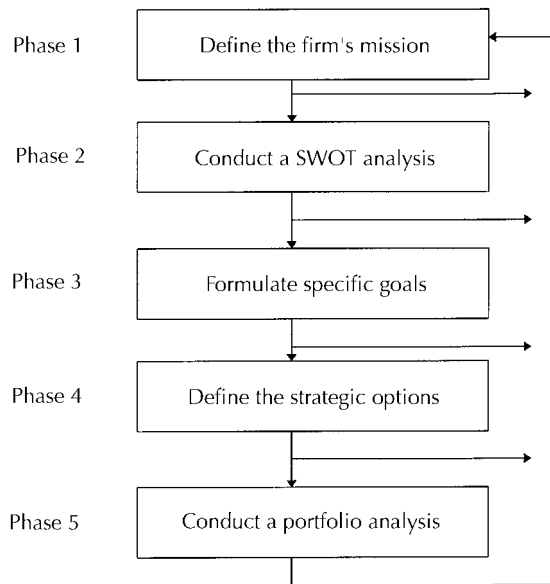 Phase 1
Define the firm's mission
Phase 2
Conduct a SWOT analysis
Phase 3
Formulate specific goals
Phase 4
Define the strategic options
Phase 5
Conduct a portfolio analysis